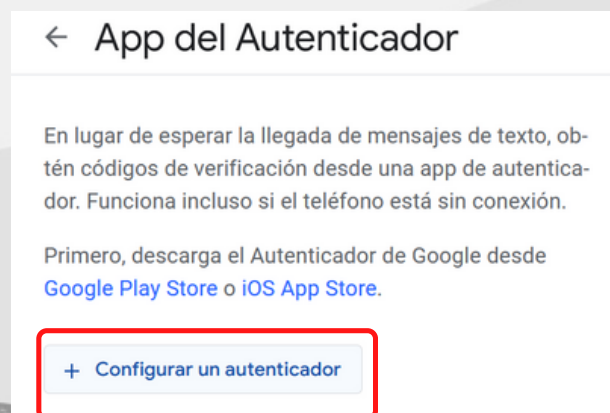 ← App del Autenticador
En lugar de esperar la llegada de mensajes de texto, ob-
tén códigos de verificación desde una app de autentica-
dor. Funciona incluso si el teléfono está sin conexión.
Primero, descarga el Autenticador de Google desde
Google Play Store o iOS App Store.
+ Configurar un autenticador